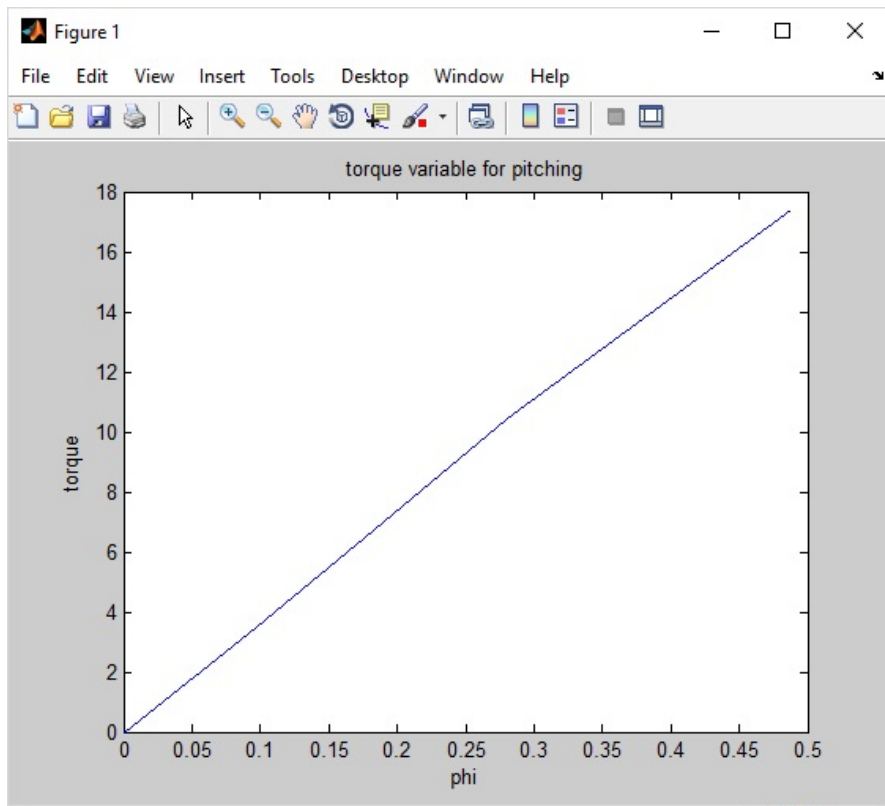 Figure 1
File Edit View Insert Tools Desktop Window Help
torque variable for pitching
18
16
14
12
10
8
6
4
2
0
torque
0 0.05 0.1 0.15 0.2 0.25 0.3 0.35 0.4 0.45 0.5
phi